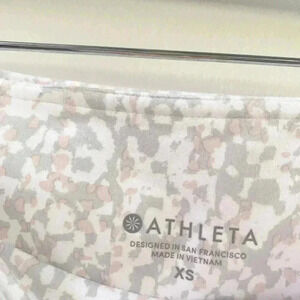 ATHLETA
DESIGNED IN SAN FRANCISCO
MADE IN VIETNAM
XS